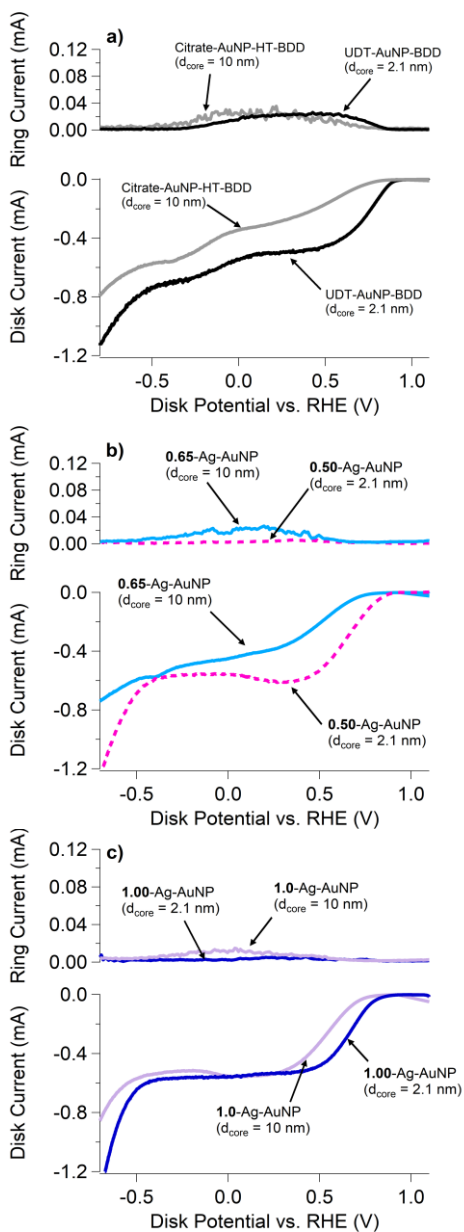 a)
Ring Current (mA)
0.12
0.08
0.04
0.00
Citrate-AuNP-HT-BDD
(dcore = 10 nm)
UDT-AuNP-BDD
(dcore = 2.1 nm)
Disk Current (mA)
0.0
-0.4
-0.8
-1.2
Citrate-AuNP-HT-BDD
(dcore = 10 nm)
UDT-AuNP-BDD
(dcore = 2.1 nm)
-0.5 0.0 0.5 1.0
Disk Potential vs. RHE (V)
b)
Ring Current (mA)
0.12
0.08
0.04
0.00
0.65-Ag-AuNP
(dcore = 10 nm)
0.50-Ag-AuNP
(dcore = 2.1 nm)
Disk Current (mA)
0.0
-0.4
-0.8
-1.2
0.65-Ag-AuNP
(dcore = 10 nm)
0.50-Ag-AuNP
(dcore = 2.1 nm)
-0.5 0.0 0.5 1.0
Disk Potential vs. RHE (V)
c)
Ring Current (mA)
0.12
0.08
0.04
0.00
1.00-Ag-AuNP
(dcore = 2.1 nm)
1.0-Ag-AuNP
(dcore = 10 nm)
Disk Current (mA)
0.0
-0.4
-0.8
-1.2
1.0-Ag-AuNP
(dcore = 10 nm)
1.00-Ag-AuNP
(dcore = 2.1 nm)
-0.5 0.0 0.5 1.0
Disk Potential vs. RHE (V)